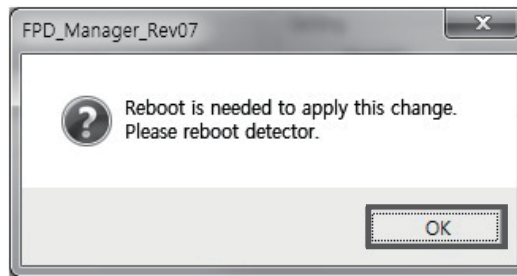 FPD_Manager_Rev07
Reboot is needed to apply this change.
Please reboot detector.
OK